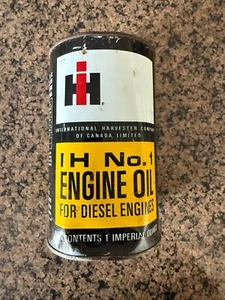 IH
INTERNATIONAL HARVESTER COMPANY
OF CANADA LIMITED
IH No. 1
ENGINE OIL
FOR DIESEL ENGINES
CONTENTS 1 IMPERIAL